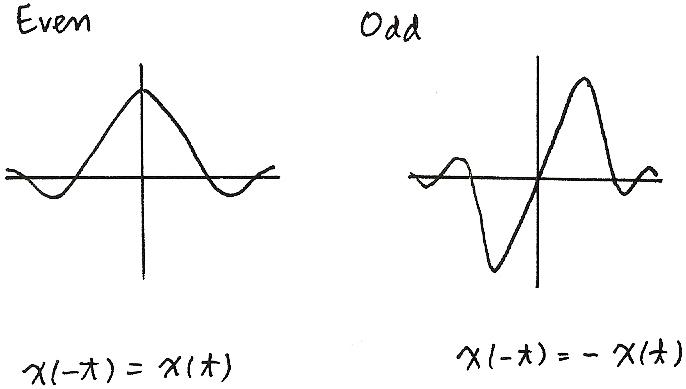 Even
Odd
x(-t) = x(t)
x(-t) = - x(t)